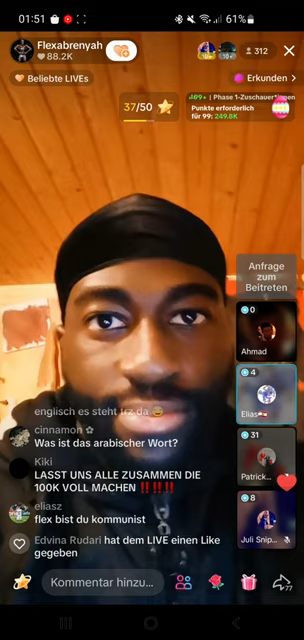 01:51
61%
Flexabrenyah
88.2K
312
Beliebte LIVEs
Erkunden >
37/50
Phase 1-Zuschauer*innen
Punkte erforderlich
für 99: 249.8K
Anfrage
zum
Beitreten
0
Ahmad
4
Elias
31
Patrick...
8
Juli Snip...
englisch es steht trz da 😅
cinnamon ✿
Was ist das arabischer Wort?
Kiki
LASST UNS ALLE ZUSAMMEN DIE
100K VOLL MACHEN ‼️‼️‼️
eliasz
flex bist du kommunist
Edvina Rudari hat dem LIVE einen Like
gegeben
Kommentar hinzu...
77